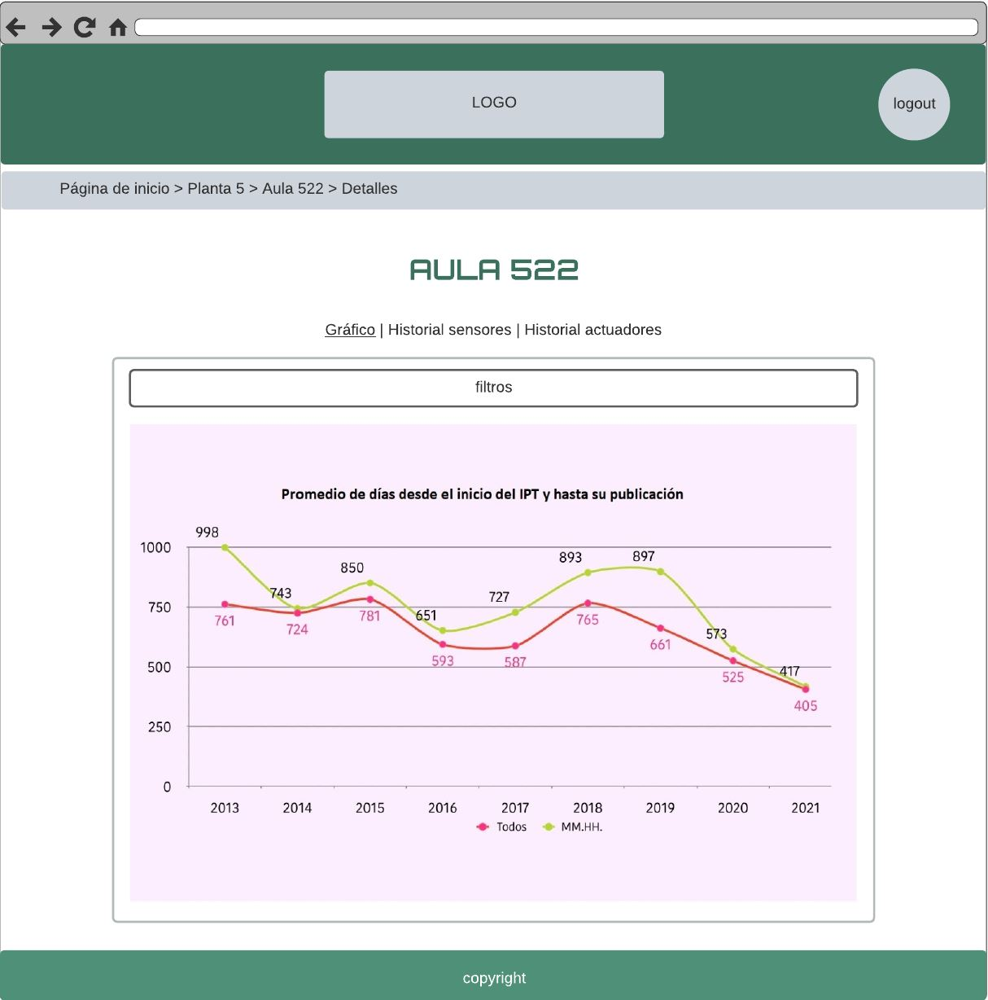 LOGO
logout
Página de inicio > Planta 5 > Aula 522 > Detalles
AULA 522
Gráfico | Historial sensores | Historial actuadores
filtros
Promedio de días desde el inicio del IPT y hasta su publicación
998
1000
897
893
850
743
727
750
651
761
724
781
765
573
661
593
587
500
417
525
405
250
0
2013 2014 2015 2016 2017 2018 2019 2020 2021
Todos MM.HH.
copyright